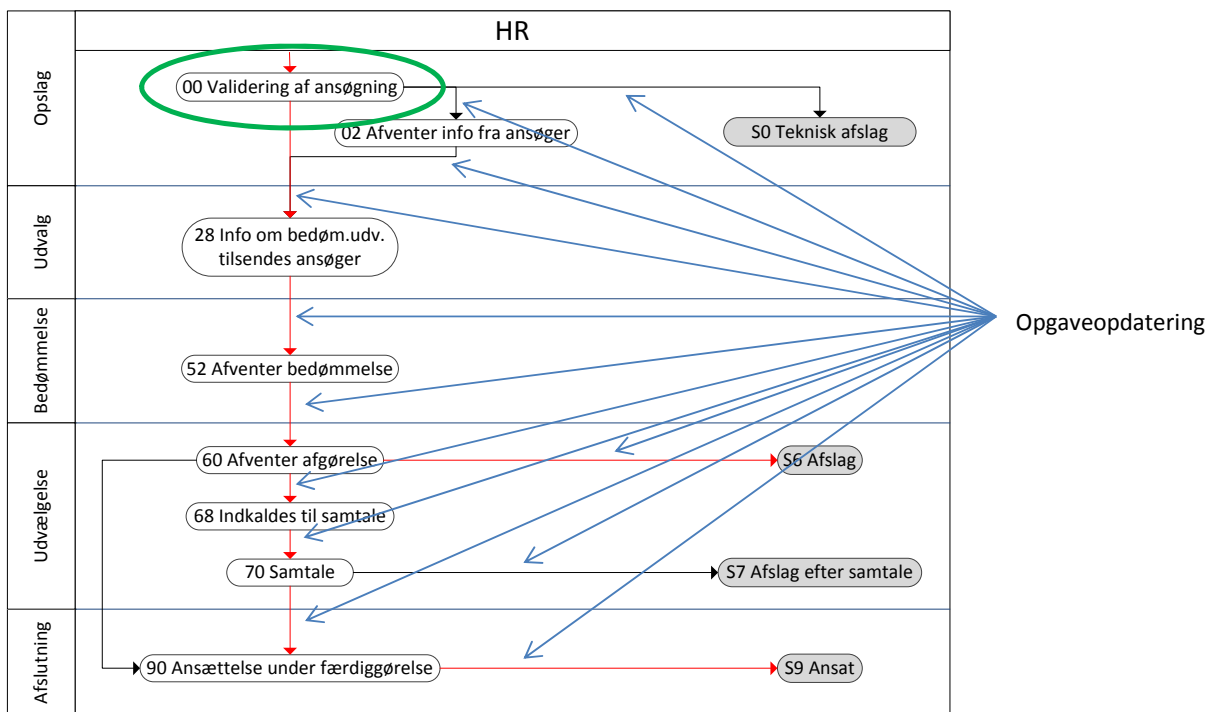 HR
Opslag
00 Validering af ansøgning
02 Afventer info fra ansøger
S0 Teknisk afslag
Udvalg
28 Info om bedøm.udv.
tilsendes ansøger
Bedømmelse
52 Afventer bedømmelse
Opgaveopdatering
Udvælgelse
60 Afventer afgørelse
S6 Afslag
68 Indkaldes til samtale
70 Samtale
S7 Afslag efter samtale
Afslutning
90 Ansættelse under færdiggørelse
S9 Ansat